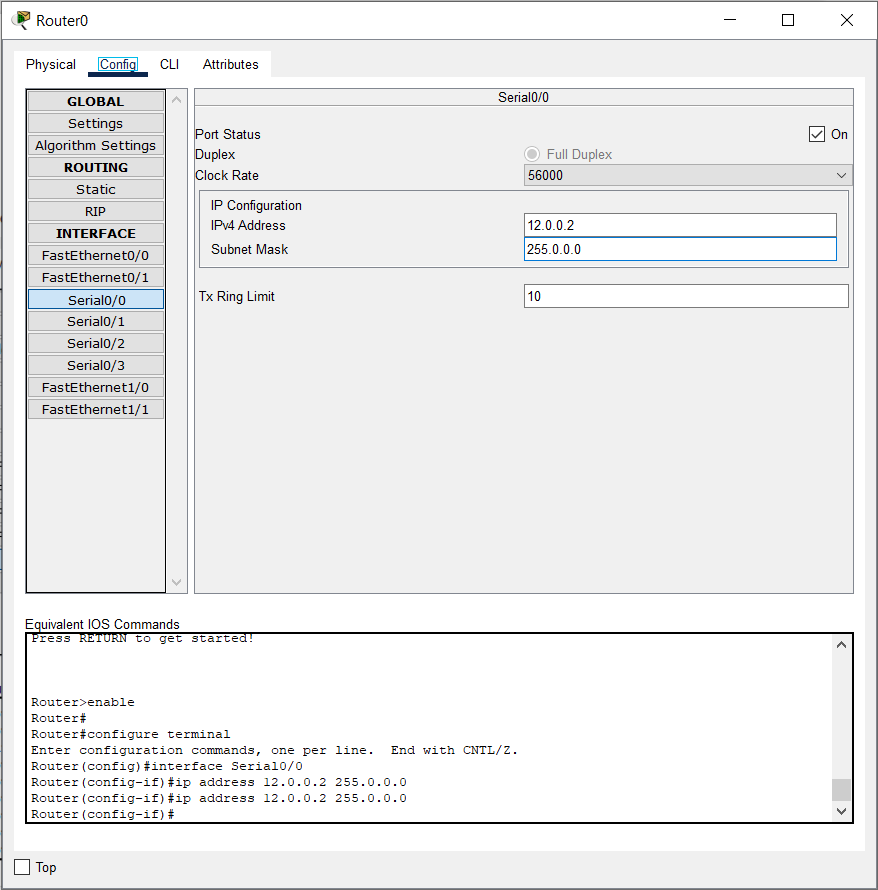 Router0
Physical Config CLI Attributes
GLOBAL
Settings
Algorithm Settings
ROUTING
Static
RIP
INTERFACE
FastEthernet0/0
FastEthernet0/1
Serial0/0
Serial0/1
Serial0/2
Serial0/3
FastEthernet1/0
FastEthernet1/1
Serial0/0
Port Status On
Duplex Full Duplex
Clock Rate 56000
IP Configuration
IPv4 Address 12.0.0.2
Subnet Mask 255.0.0.0
Tx Ring Limit 10
Equivalent IOS Commands
Press RETURN to get started!
Router>enable
Router#
Router#configure terminal
Enter configuration commands, one per line.  End with CNTL/Z.
Router(config)#interface Serial0/0
Router(config-if)#ip address 12.0.0.2 255.0.0.0
Router(config-if)#ip address 12.0.0.2 255.0.0.0
Router(config-if)#
Top